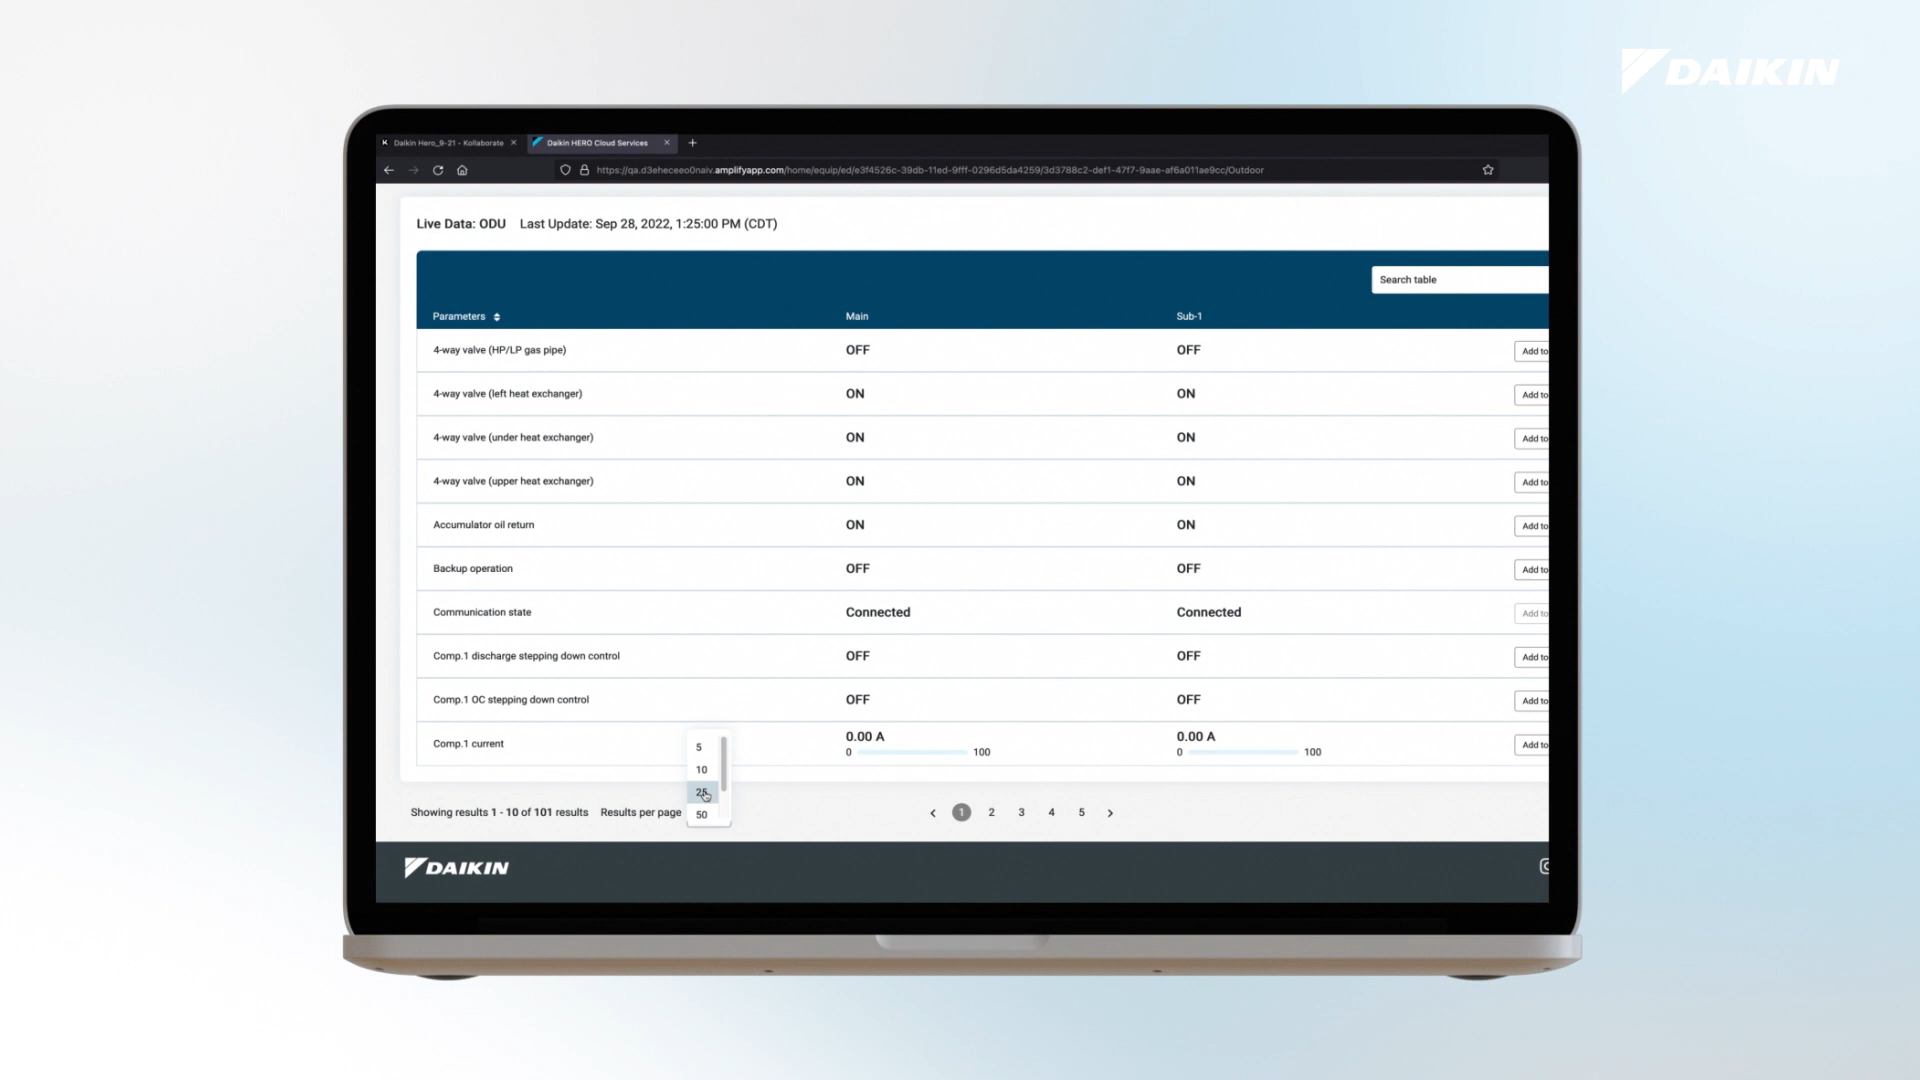 DAIKIN
K Daikin Hero_9-21 - Kollaborate
Daikin HERO Cloud Services
https://qa.d3eheceeo0naiv.amplifyapp.com/home/equip/ed/e3f4526c-39db-11ed-9fff-0296d5da4259/3d3788c2-def1-47f7-9aae-af6a011ae9cc/Outdoor
Live Data: ODU Last Update: Sep 28, 2022, 1:25:00 PM (CDT)
Search table
Parameters Main Sub-1
4-way valve (HP/LP gas pipe) OFF OFF Add to
4-way valve (left heat exchanger) ON ON Add to
4-way valve (under heat exchanger) ON ON Add to
4-way valve (upper heat exchanger) ON ON Add to
Accumulator oil return ON ON Add to
Backup operation OFF OFF Add to
Communication state Connected Connected Add to
Comp.1 discharge stepping down control OFF OFF Add to
Comp.1 OC stepping down control OFF OFF Add to
Comp.1 current 0.00 A 0.00 A Add to
0 100 0 100
5
10
25
50
Showing results 1 - 10 of 101 results Results per page 1 2 3 4 5
DAIKIN